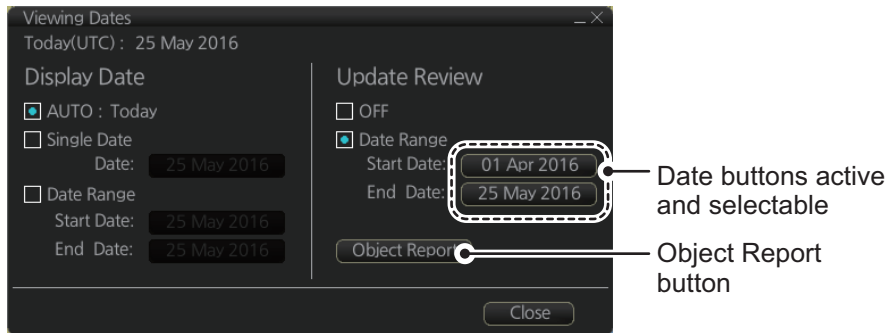 Viewing Dates
Today(UTC) : 25 May 2016
Display Date
AUTO : Today
Single Date
Date: 25 May 2016
Date Range
Start Date: 25 May 2016
End Date: 25 May 2016
Update Review
OFF
Date Range
Start Date: 01 Apr 2016
End Date: 25 May 2016
Object Report
Close
Date buttons active
and selectable
Object Report
button